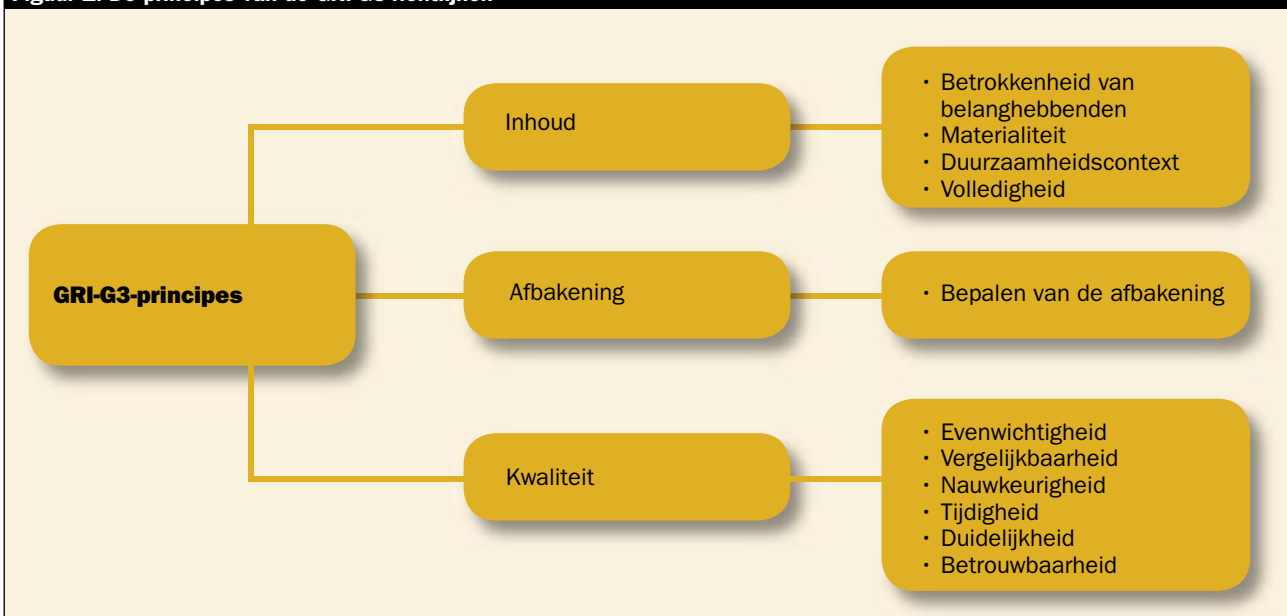 GRI-G3-principes
Inhoud
· Betrokkenheid van
belanghebbenden
· Materialiteit
· Duurzaamheidscontext
· Volledigheid
Afbakening
· Bepalen van de afbakening
Kwaliteit
· Evenwichtigheid
· Vergelijkbaarheid
· Nauwkeurigheid
· Tijdigheid
· Duidelijkheid
· Betrouwbaarheid